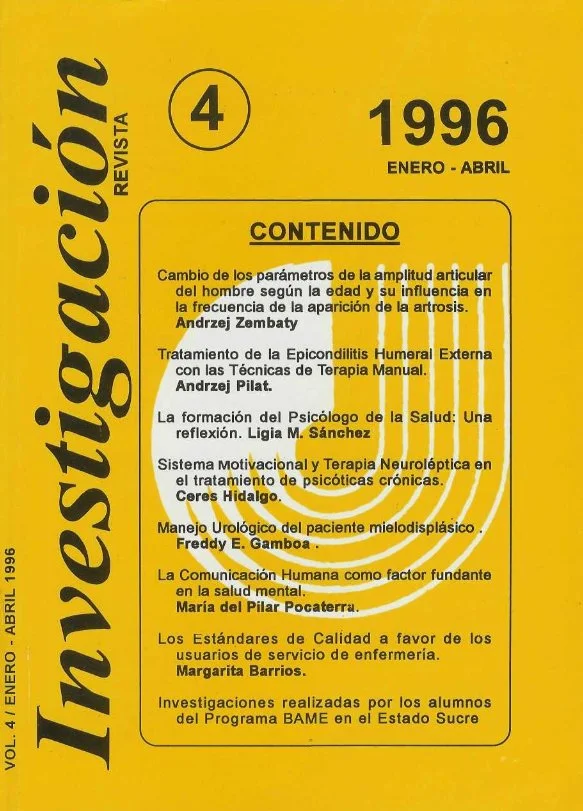 VOL. 4 / ENERO - ABRIL 1996
Investigación
REVISTA
4
1996
ENERO - ABRIL
CONTENIDO
Cambio de los parámetros de la amplitud articular
del hombre según la edad y su influencia en
la frecuencia de la aparición de la artrosis.
Andrzej Zembaty
Tratamiento de la Epicondilitis Humeral Externa
con las Técnicas de Terapia Manual.
Andrzej Pilat.
La formación del Psicólogo de la Salud: Una
reflexión. Ligia M. Sánchez
Sistema Motivacional y Terapia Neuroléptica en
el tratamiento de psicóticas crónicas.
Ceres Hidalgo.
Manejo Urológico del paciente mielodisplásico .
Freddy E. Gamboa .
La Comunicación Humana como factor fundante
en la salud mental.
María del Pilar Pocaterra.
Los Estándares de Calidad a favor de los
usuarios de servicio de enfermería.
Margarita Barrios.
Investigaciones realizadas por los alumnos
del Programa BAME en el Estado Sucre